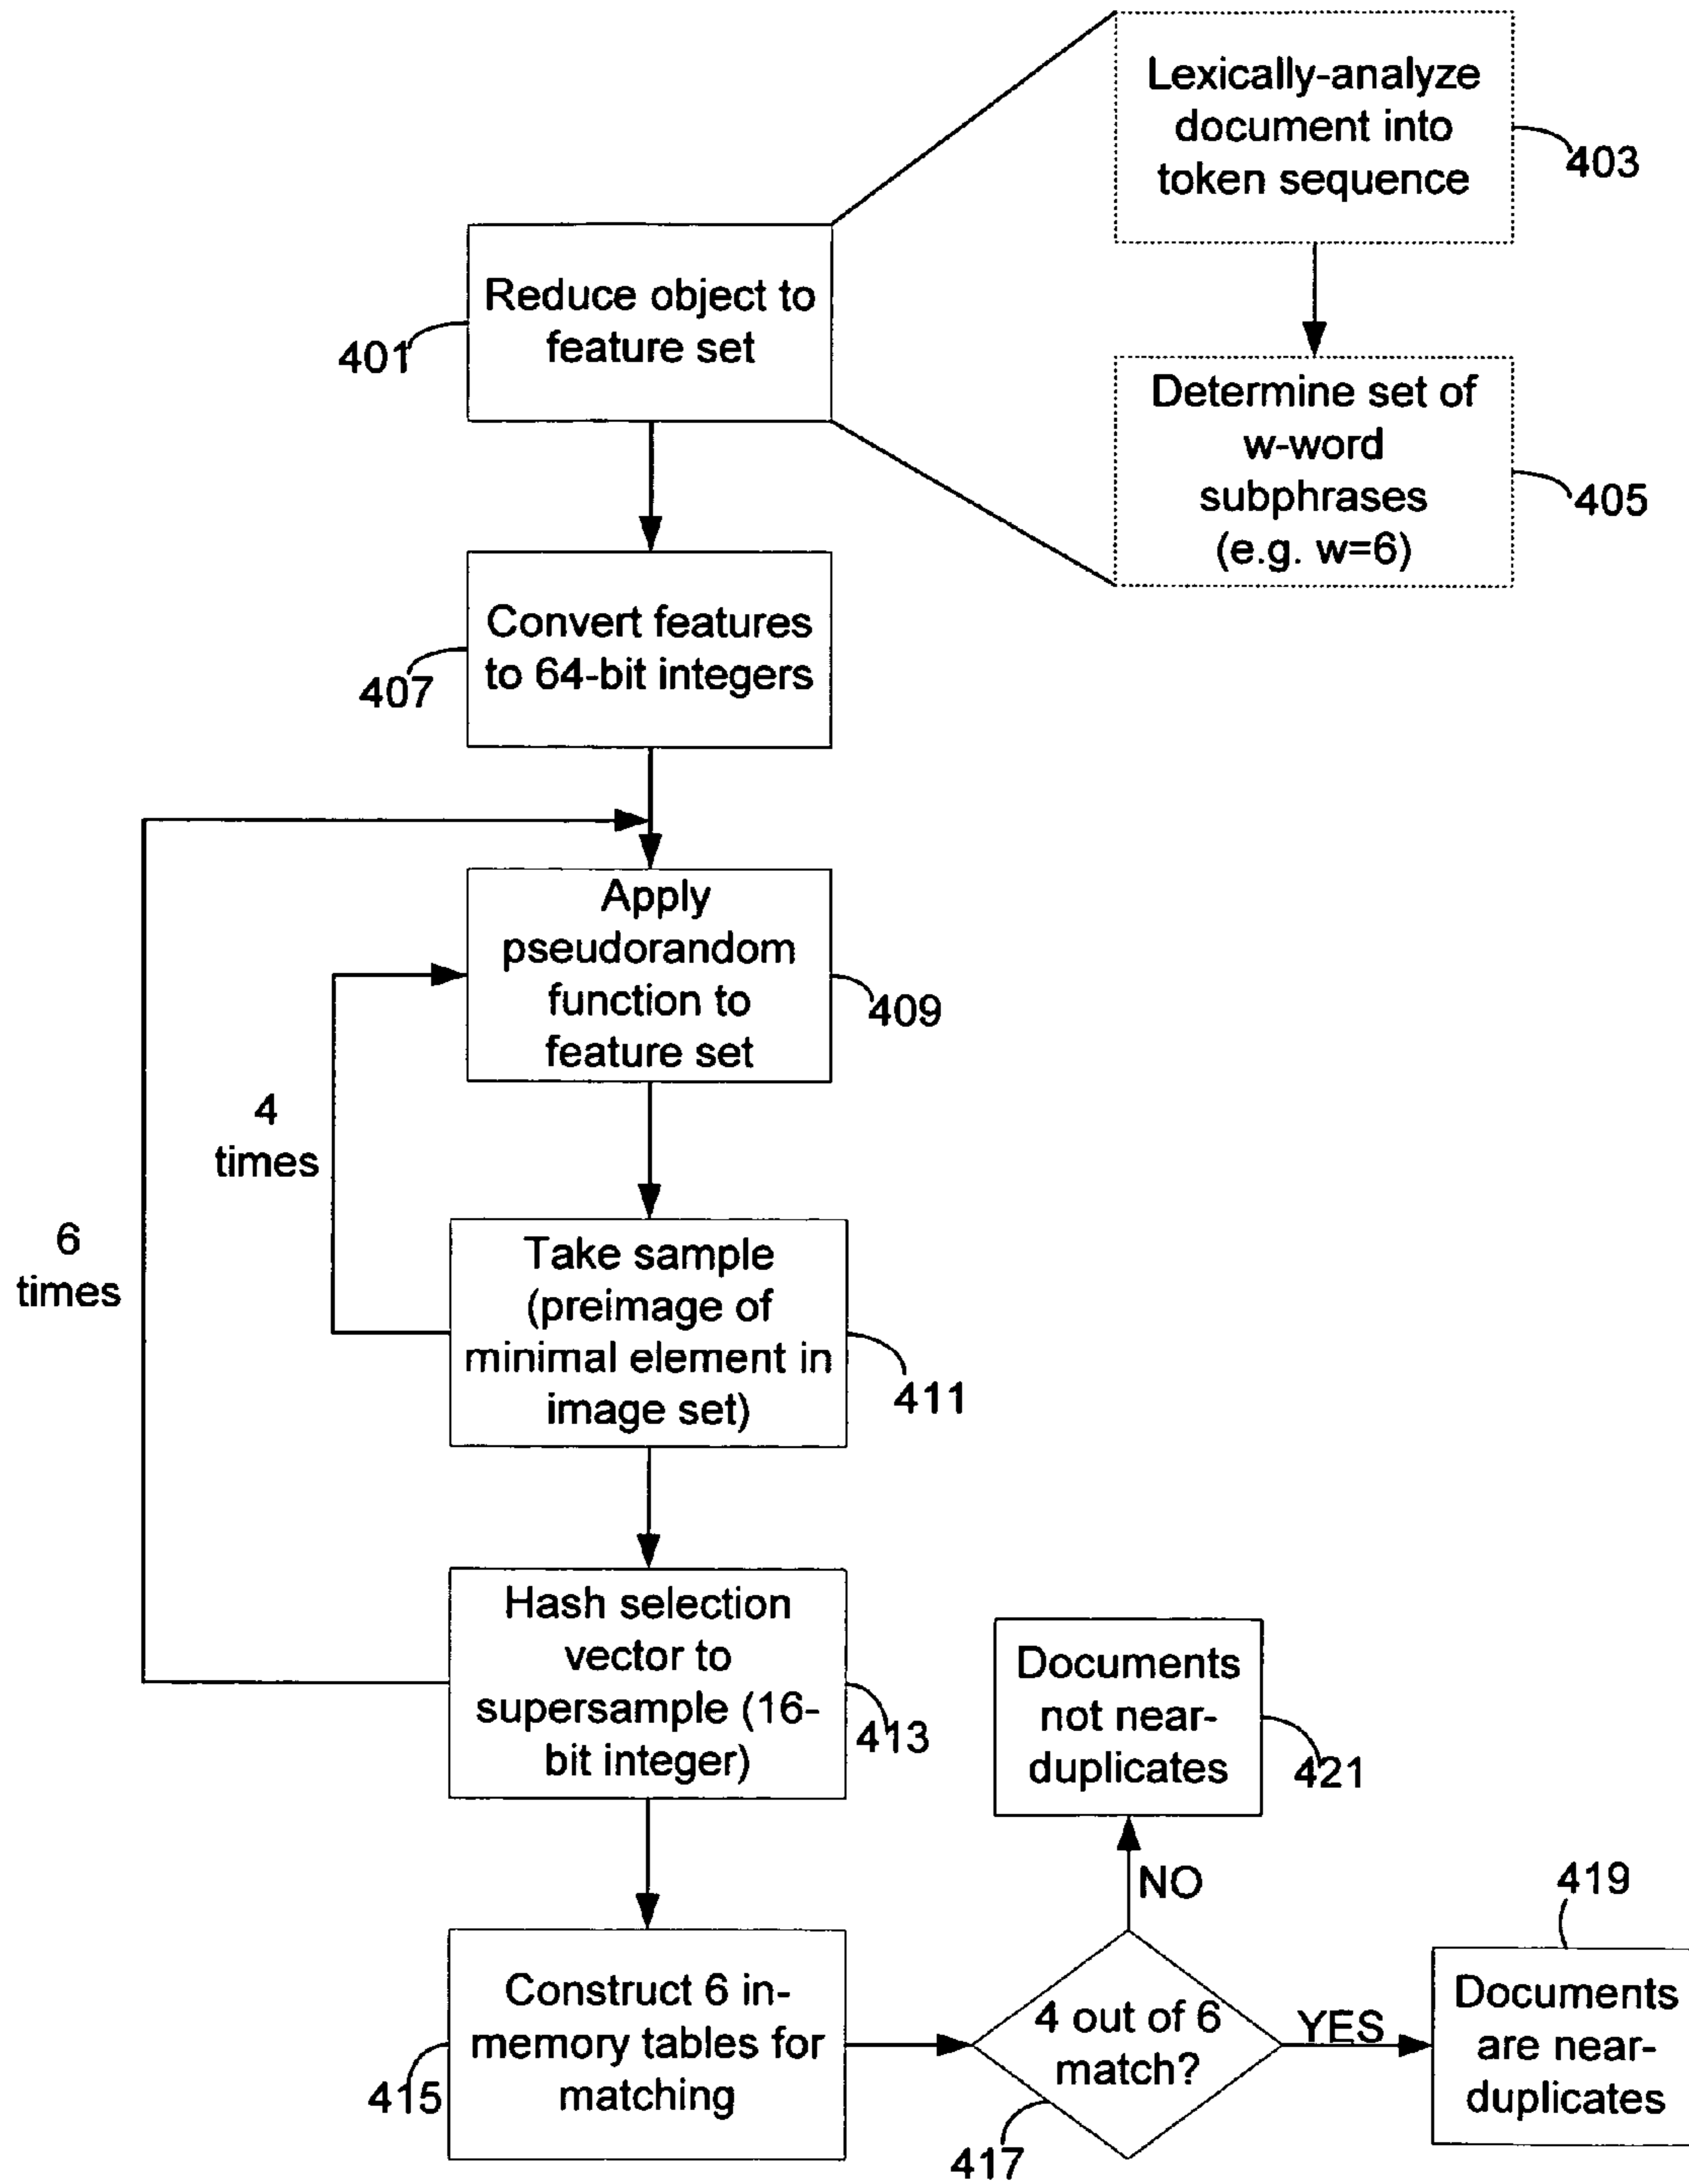 Lexically-analyze
document into
token sequence
403
Reduce object to
feature set
401
Determine set of
w-word
subphrases
(e.g. w=6)
405
Convert features
to 64-bit integers
407
Apply
pseudorandom
function to
feature set
409
4
times
6
times
Take sample
(preimage of
minimal element in
image set)
411
Hash selection
vector to
supersample (16-
bit integer)
413
Documents
not near-
duplicates
421
NO
419
Construct 6 in-
memory tables for
matching
415
4 out of 6
match?
417
YES
Documents
are near-
duplicates